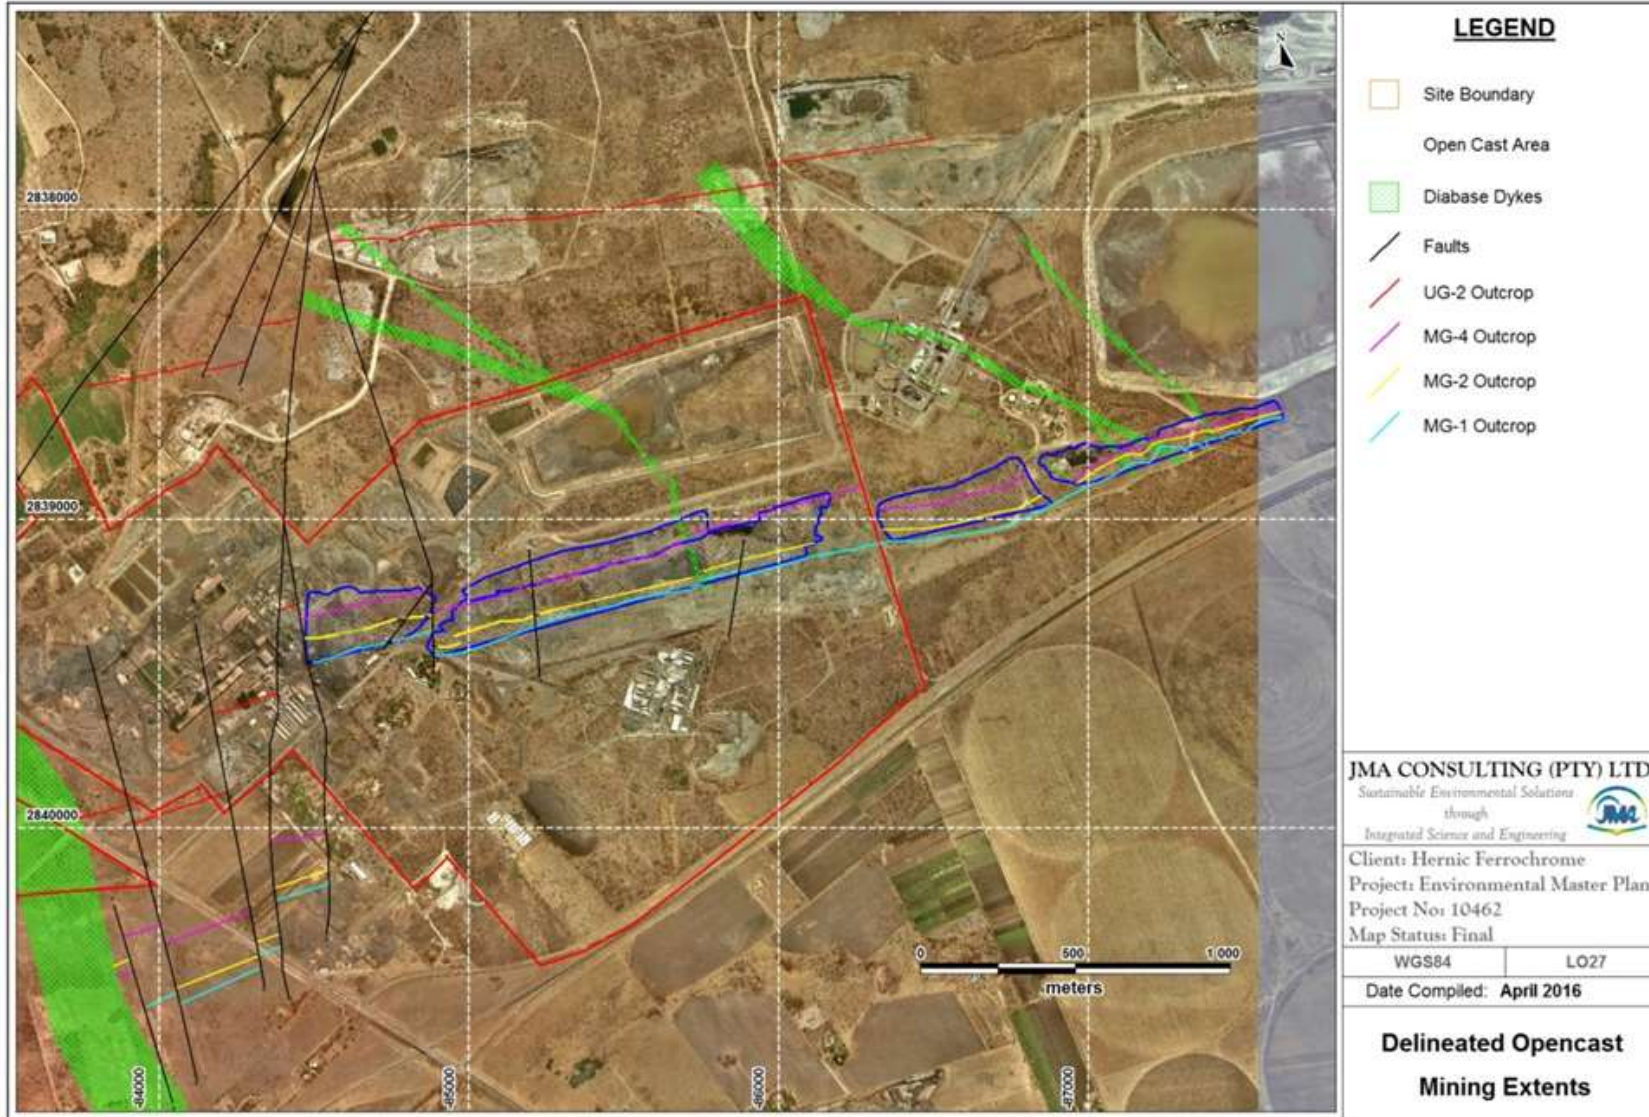 LEGEND
Site Boundary
Open Cast Area
Diabase Dykes
Faults
UG-2 Outcrop
MG-4 Outcrop
MG-2 Outcrop
MG-1 Outcrop
N
2838000
2839000
2840000
-84000
-85000
-86000
-87000
0 500 1 000
meters
JMA CONSULTING (PTY) LTD
Sustainable Environmental Solutions
through
Integrated Science and Engineering
JMA
Client: Hernic Ferrochrome
Project: Environmental Master Plan
Project No: 10462
Map Status: Final
WGS84 LO27
Date Compiled: April 2016
Delineated Opencast
Mining Extents